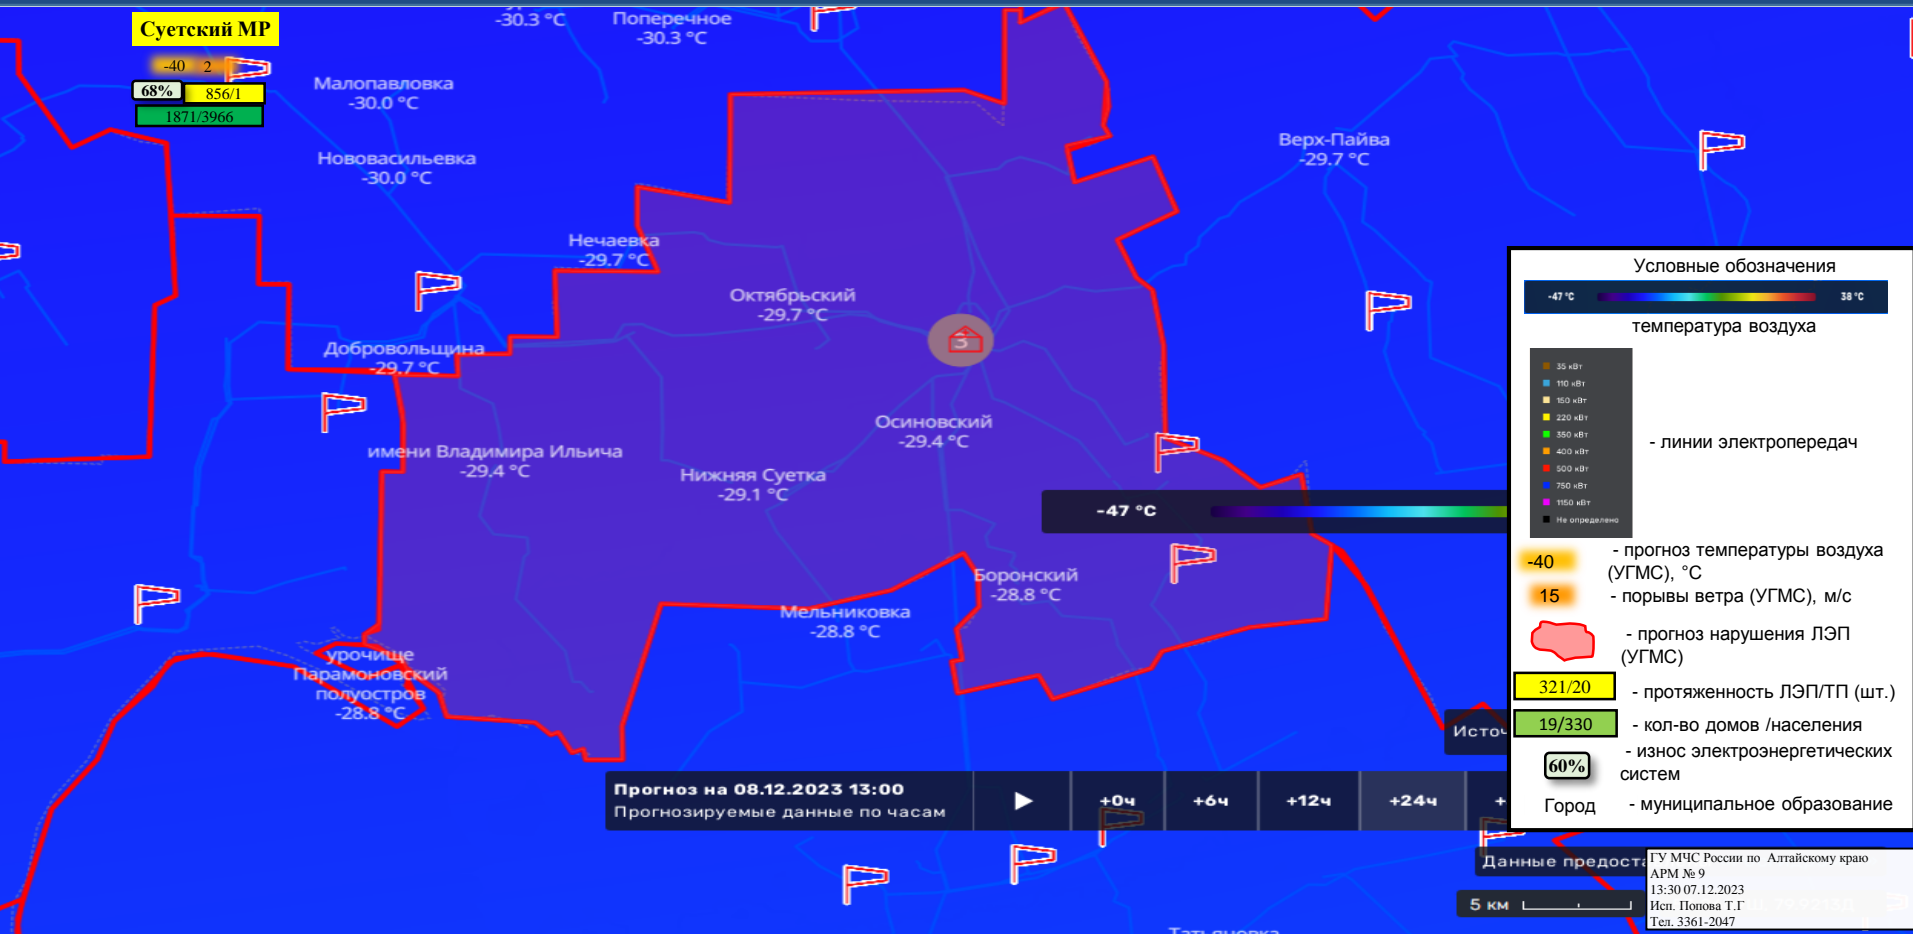 Суетский МР
-40 2
68% 856/1
1871/3966
-30.3 °C
Поперечное
-30.3 °C
Малопавловка
-30.0 °C
Нововасильевка
-30.0 °C
Верх-Пайва
-29.7 °C
Нечаевка
-29.7 °C
Октябрьский
-29.7 °C
3
Добровольщина
-29.7 °C
Осиновский
-29.4 °C
имени Владимира Ильича
-29.4 °C
Нижняя Суетка
-29.1 °C
-47 °C
Боронский
-28.8 °C
Мельниковка
-28.8 °C
урочище
Парамоновский
полуостров
-28.8 °C
Прогноз на 08.12.2023 13:00
Прогнозируемые данные по часам
+0ч +6ч +12ч +24ч +
Источ
Данные предоста
5 км
Татьяновка
Условные обозначения
-47 °C 38 °C
температура воздуха
35 кВт
110 кВт
150 кВт
220 кВт
350 кВт
400 кВт
500 кВт
750 кВт
1150 кВт
Не определено
- линии электропередач
-40 - прогноз температуры воздуха
(УГМС), °С
15 - порывы ветра (УГМС), м/с
- прогноз нарушения ЛЭП
(УГМС)
321/20 - протяженность ЛЭП/ТП (шт.)
19/330 - кол-во домов /населения
60% - износ электроэнергетических
систем
Город - муниципальное образование
ГУ МЧС России по Алтайскому краю
АРМ № 9
13:30 07.12.2023
Исп. Попова Т.Г
Тел. 3361-2047